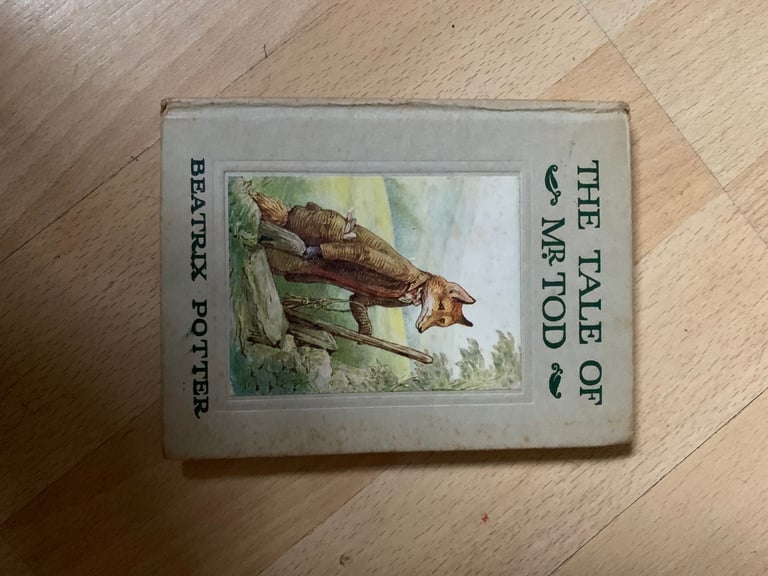 THE TALE OF
MR. TOD
BEATRIX POTTER